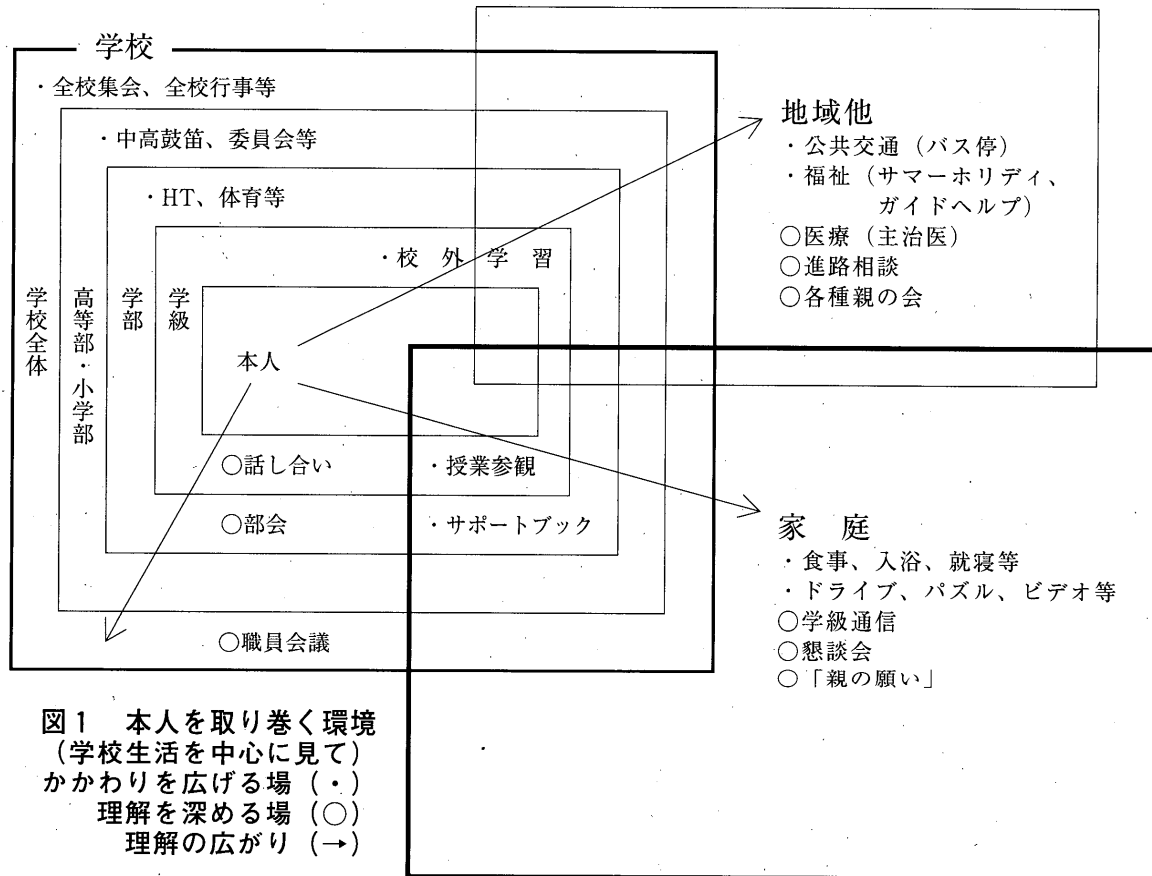 学校
・全校集会、全校行事等
・中高鼓笛、委員会等
・HT、体育等
・校外学習
学校全体
高等部・小学部
学部
学級
本人
○話し合い
・授業参観
○部会
・サポートブック
○職員会議
地域他
・公共交通（バス停）
・福祉（サマーホリディ、
ガイドヘルプ）
○医療（主治医）
○進路相談
○各種親の会
家庭
・食事、入浴、就寝等
・ドライブ、パズル、ビデオ等
○学級通信
○懇談会
○「親の願い」
図1　本人を取り巻く環境
（学校生活を中心に見て）
かかわりを広げる場（・）
理解を深める場（○）
理解の広がり（→）